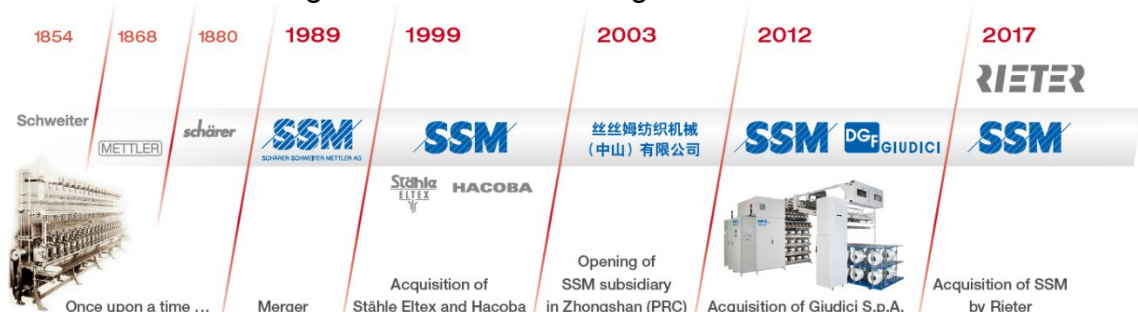 1854
1868
1880
1989
1999
2003
2012
2017
RIETER
Schweiter
METTLER
schärer
SSM
SCHÄRER SCHWEITER METTLER AG
SSM
丝丝姆纺织机械
（中山）有限公司
SSM
DGF GIUDICI
SSM
Stähle
ELTEX
HACOBA
Once upon a time ...
Merger
Acquisition of
Stähle Eltex and Hacoba
Opening of
SSM subsidiary
in Zhongshan (PRC)
Acquisition of Giudici S.p.A.
Acquisition of SSM
by Rieter